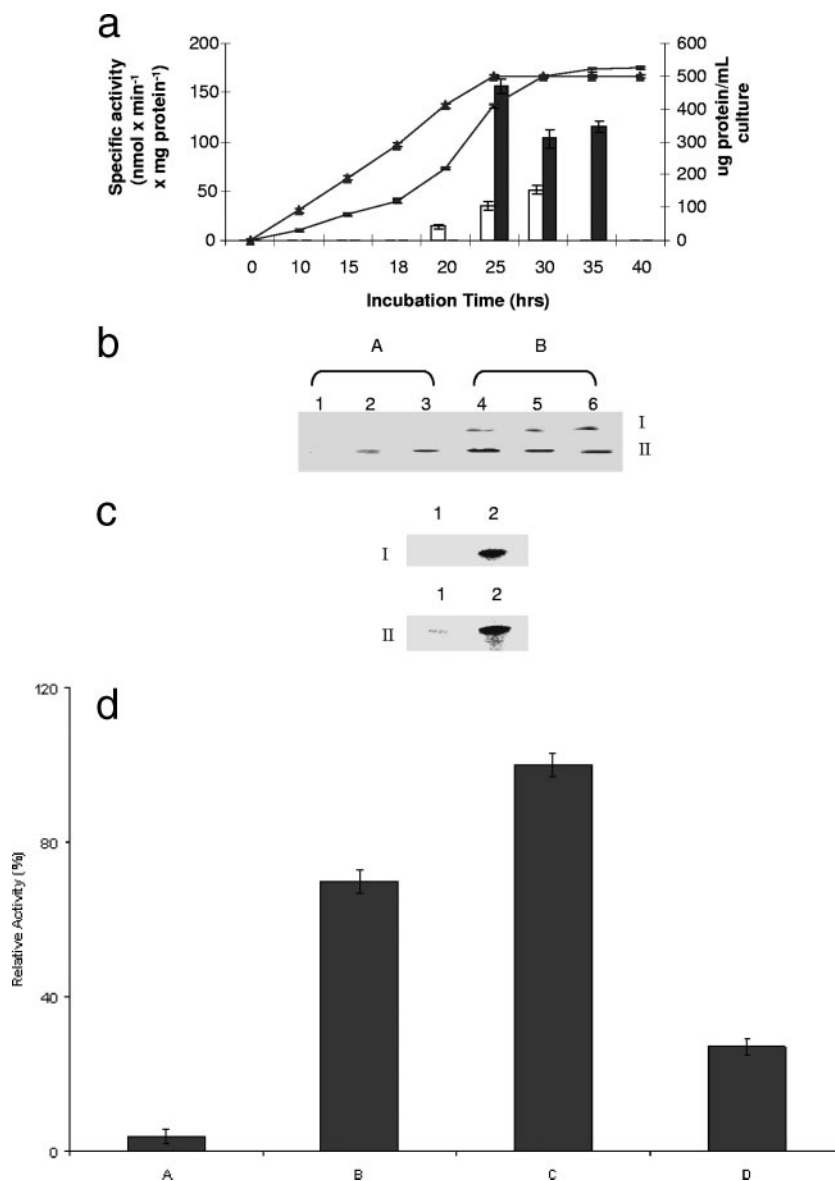 a
Specific activity
(nmol x min⁻¹
x mg protein⁻¹)
200
150
100
50
0
600
500
400
300
200
100
0
ug protein/mL
culture
0 10 15 18 20 25 30 35 40
Incubation Time (hrs)
b
A B
1 2 3 4 5 6
I
II
c
1 2
I
1 2
II
d
Relative Activity (%)
120
80
40
0
A B C D